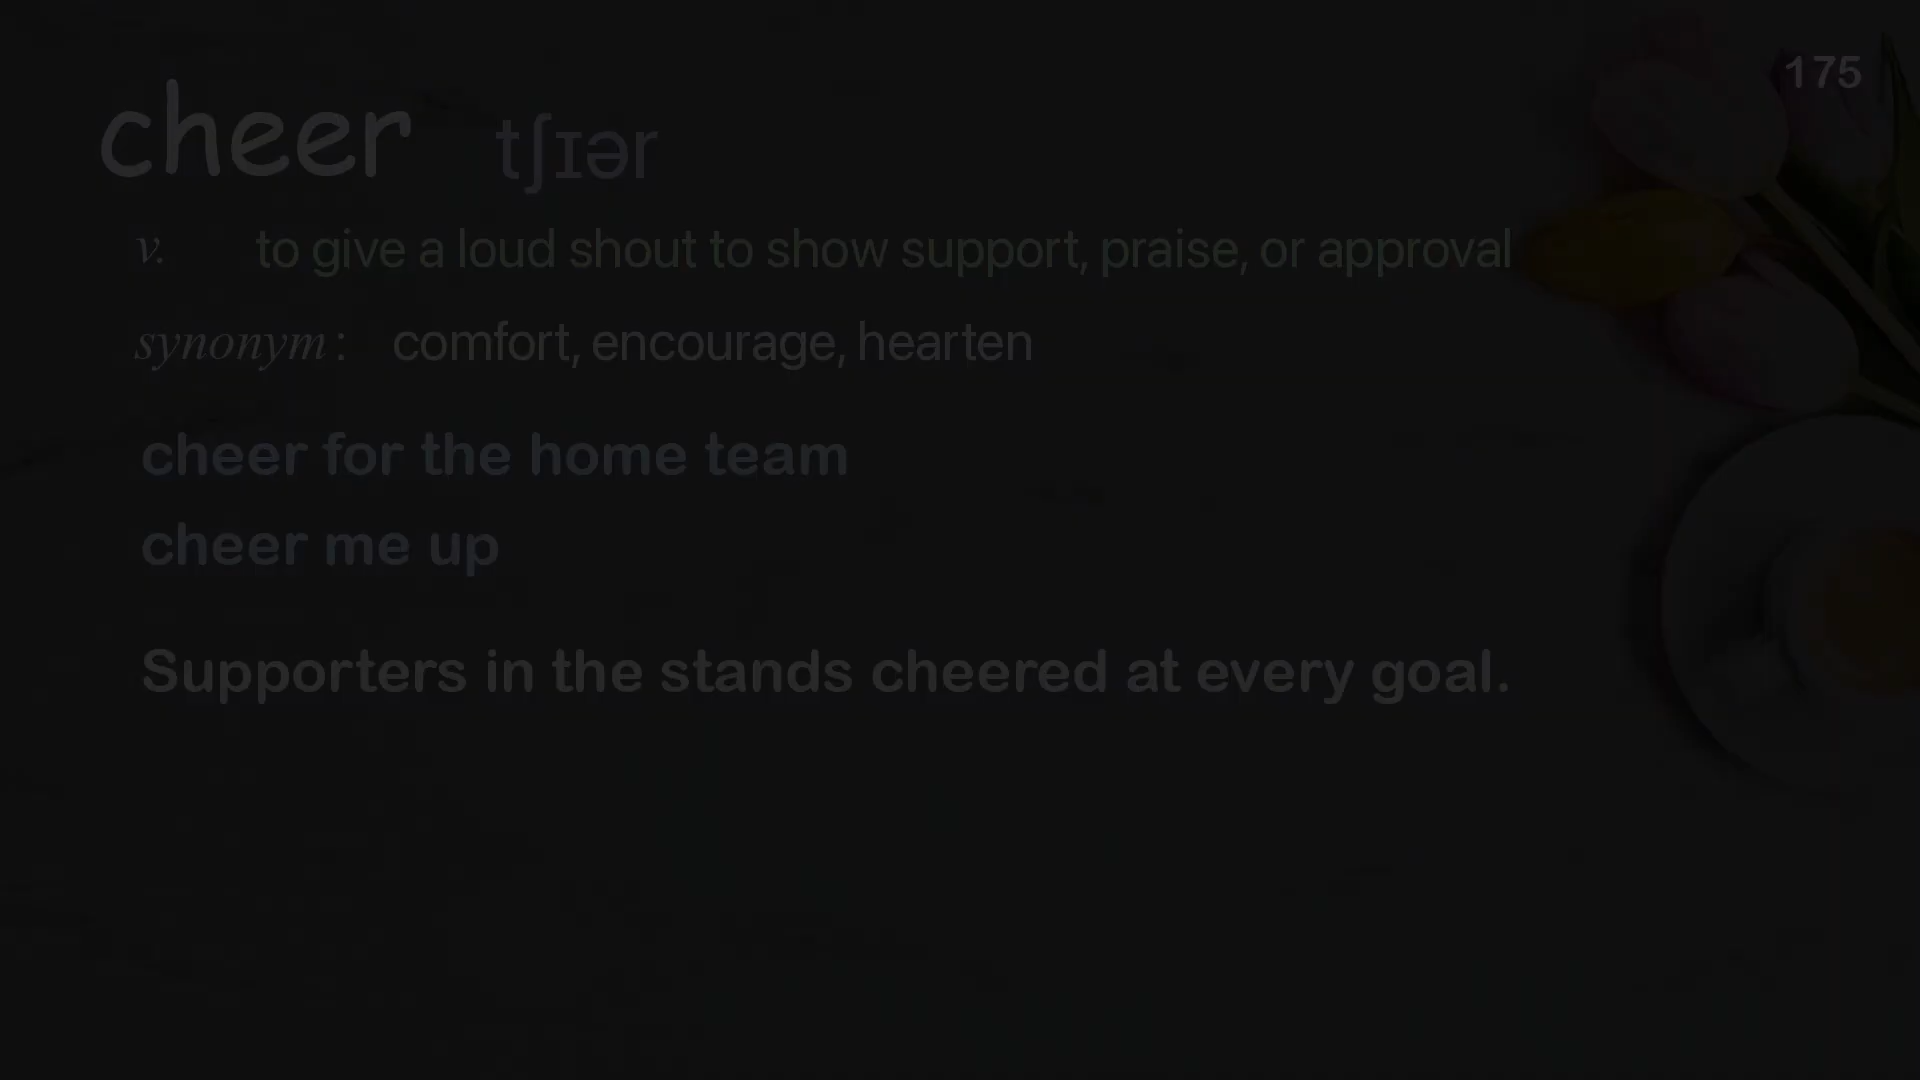 175
cheer tʃɪər
v. to give a loud shout to show support, praise, or approval
synonym: comfort, encourage, hearten
cheer for the home team
cheer me up
Supporters in the stands cheered at every goal.